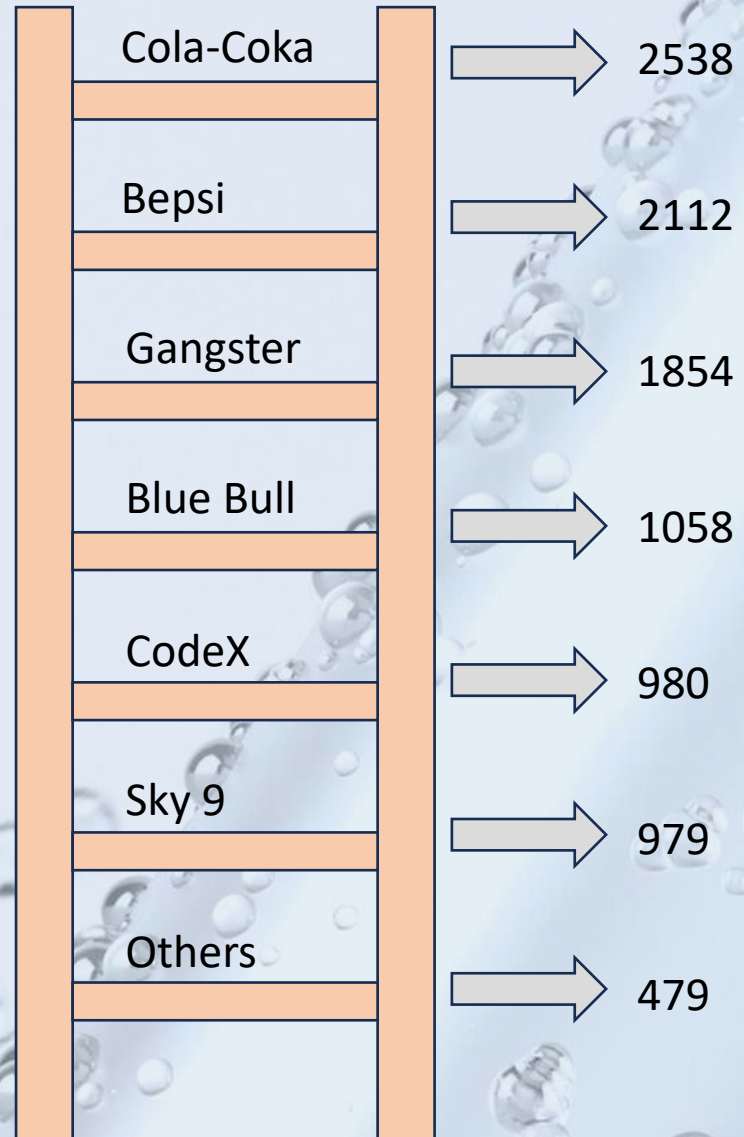 Cola-Coka 2538
Bepsi 2112
Gangster 1854
Blue Bull 1058
CodeX 980
Sky 9 979
Others 479